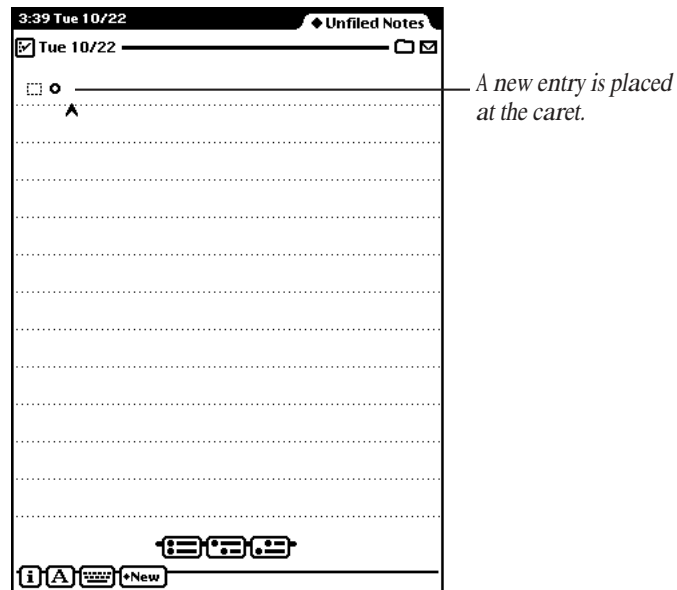 3:39 Tue 10/22
◆Unfiled Notes
Tue 10/22
A new entry is placed
at the caret.
i A ◆New